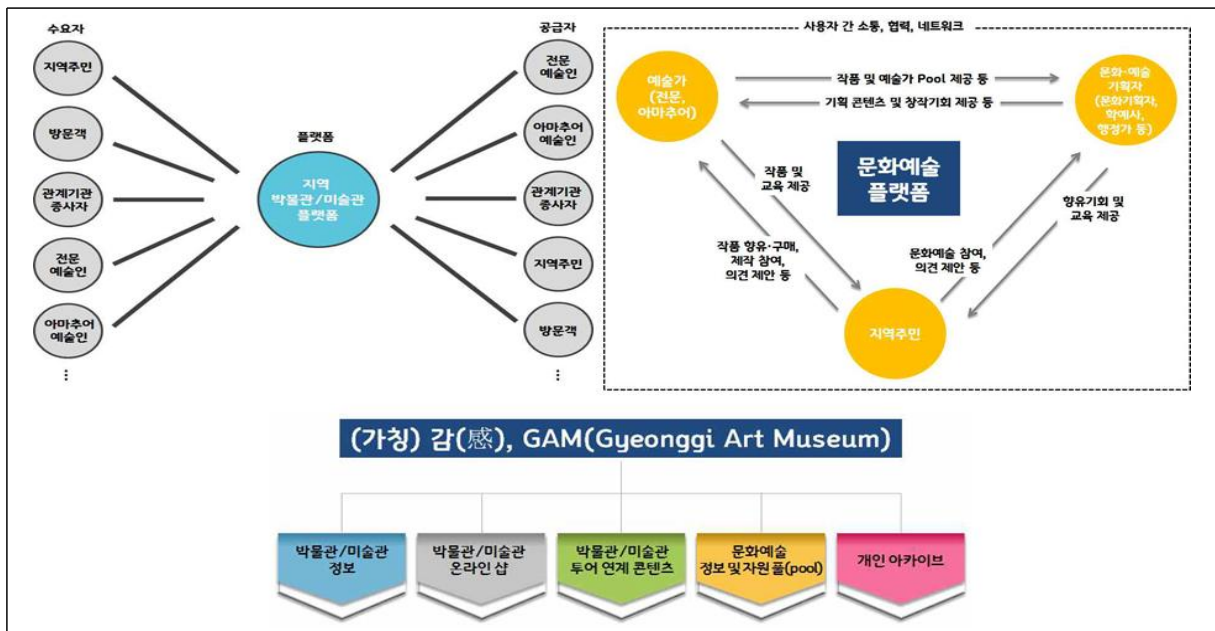 수요자
지역주민
방문객
관계기관
종사자
전문
예술인
아마추어
예술인
⋮
플랫폼
지역
박물관/미술관
플랫폼
공급자
전문
예술인
아마추어
예술인
관계기관
종사자
지역주민
방문객
⋮
사용자 간 소통, 협력, 네트워크
예술가
(전문,
아마추어)
작품 및 예술가 Pool 제공 등
기획 콘텐츠 및 창작기회 제공 등
문화·예술
기획자
(문화기획자,
학예사,
행정가 등)
작품 및
교육 제공
문화예술
플랫폼
향유기회 및
교육 제공
작품 향유·구매,
제작 참여,
의견 제안 등
문화예술 참여,
의견 제안 등
지역주민
(가칭) 감(感), GAM(Gyeonggi Art Museum)
박물관/미술관
정보
박물관/미술관
온라인 샵
박물관/미술관
투어 연계 콘텐츠
문화예술
정보 및 자원 풀(pool)
개인 아카이브